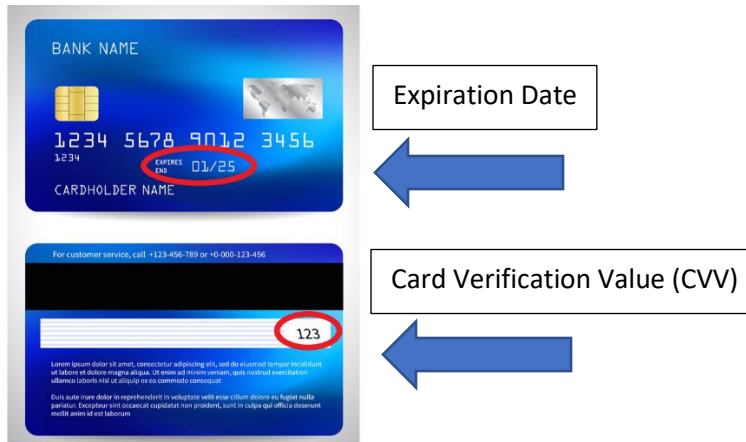 BANK NAME
1234 5678 9012 3456
1234
EXPIRES
END
01/25
CARDHOLDER NAME
Expiration Date
For customer service, call +123-456-789 or +0-000-123-456
123
Lorem ipsum dolor sit amet, consectetur adipiscing elit, sed do eiusmod tempor incididunt
ut labore et dolore magna aliqua. Ut enim ad minim veniam, quis nostrud exercitation
ullamco laboris nisi ut aliquip ex ea commodo consequat
Duis aute irure dolor in reprehenderit in voluptate velit esse cillum dolore eu fugiat nulla
pariatur. Excepteur sint occaecat cupidatat non proident, sunt in culpa qui officia deserunt
mollit anim id est laborum
Card Verification Value (CVV)